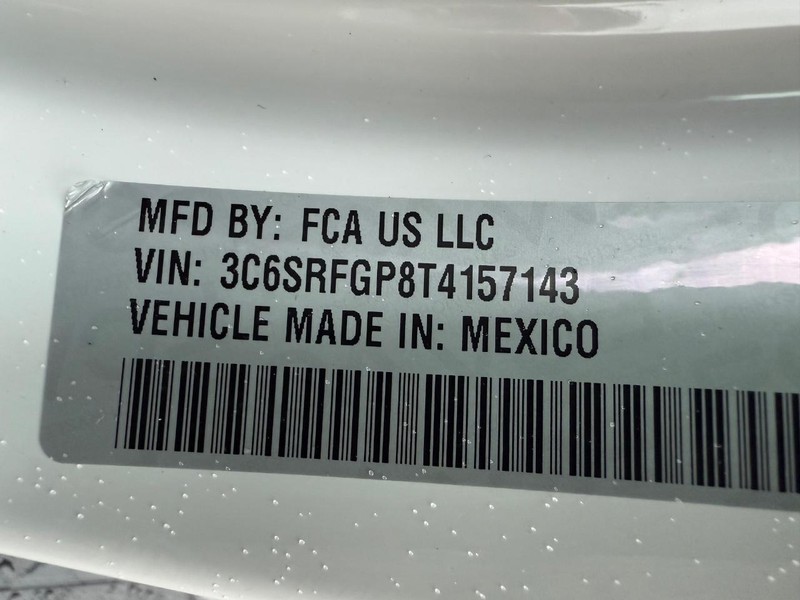 MFD BY: FCA US LLC
VIN: 3C6SRFGP8T4157143
VEHICLE MADE IN: MEXICO